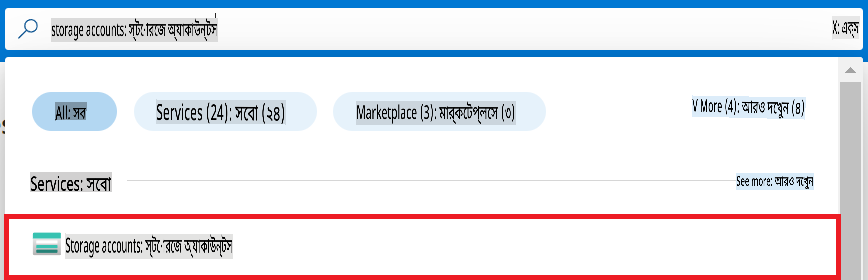 storage accounts: স্টোরেজ অ্যাকাউন্টস X: এক্স
All: সব Services (24): সেবা (২৪) Marketplace (3): মার্কেটপ্লেস (৩) V More (4): আরও দেখুন (৪)
Services: সেবা See more: আরও দেখুন
Storage accounts: স্টোরেজ অ্যাকাউন্টস